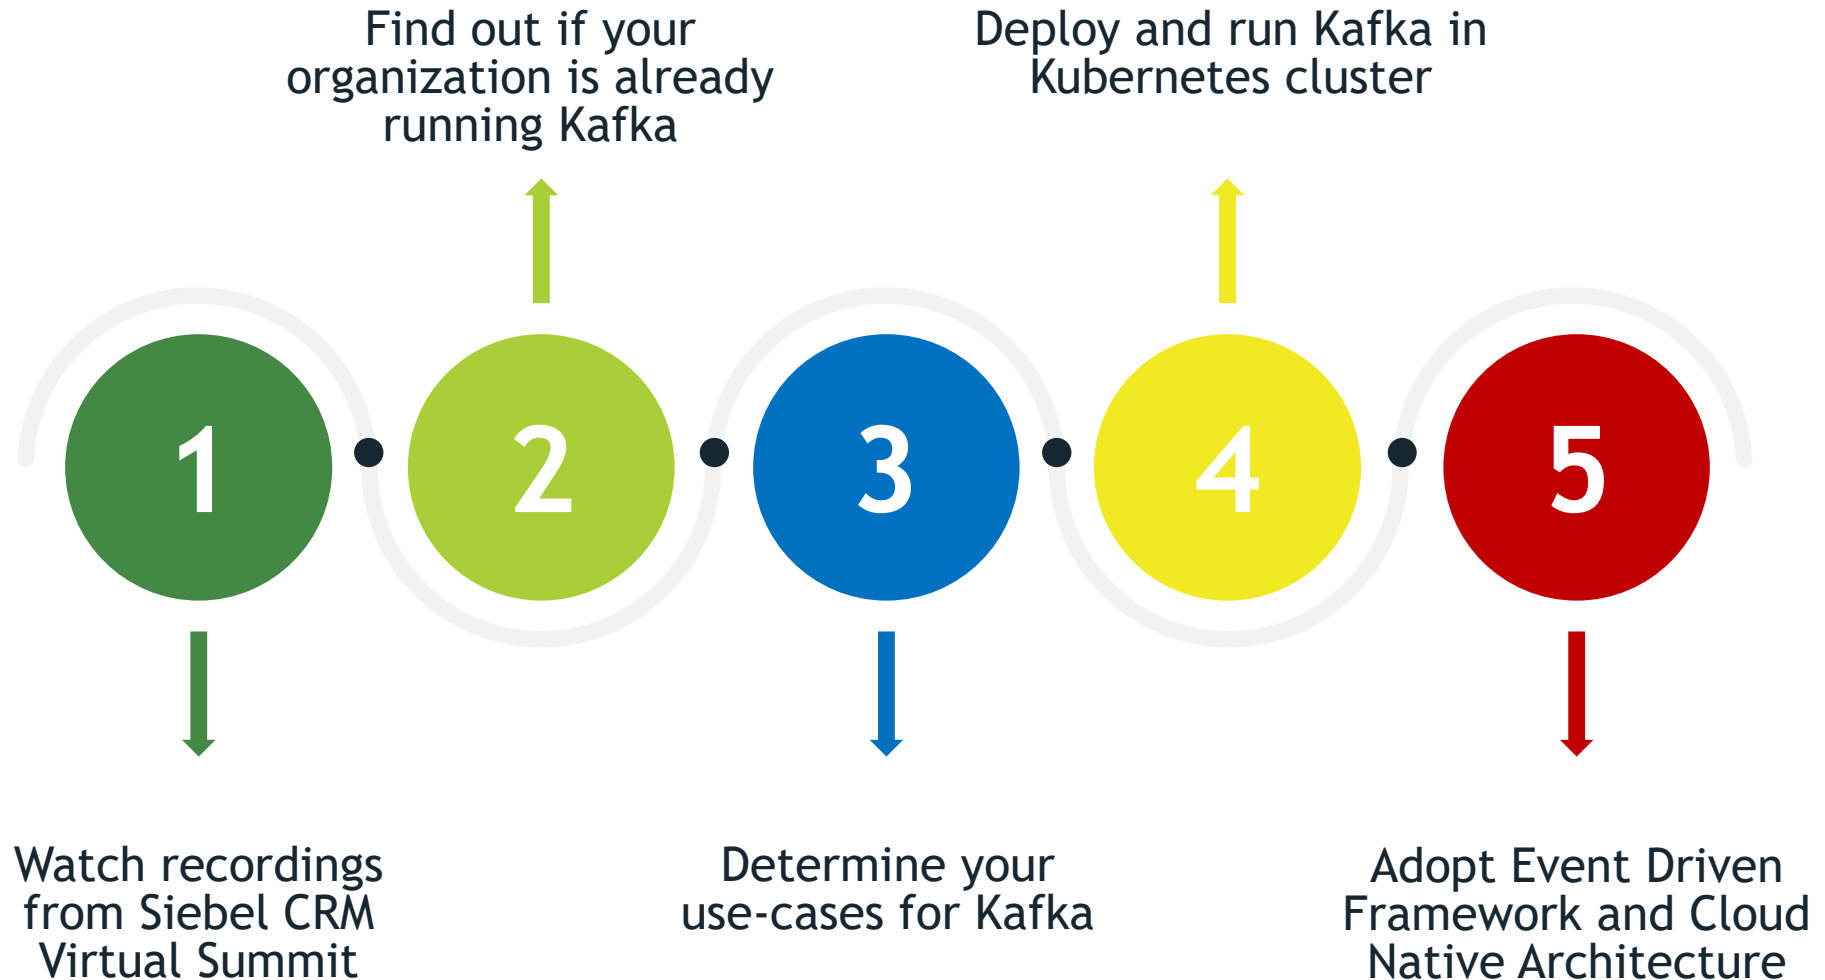 Find out if your
organization is already
running Kafka
Deploy and run Kafka in
Kubernetes cluster
1
2
3
4
5
Watch recordings
from Siebel CRM
Virtual Summit
Determine your
use-cases for Kafka
Adopt Event Driven
Framework and Cloud
Native Architecture